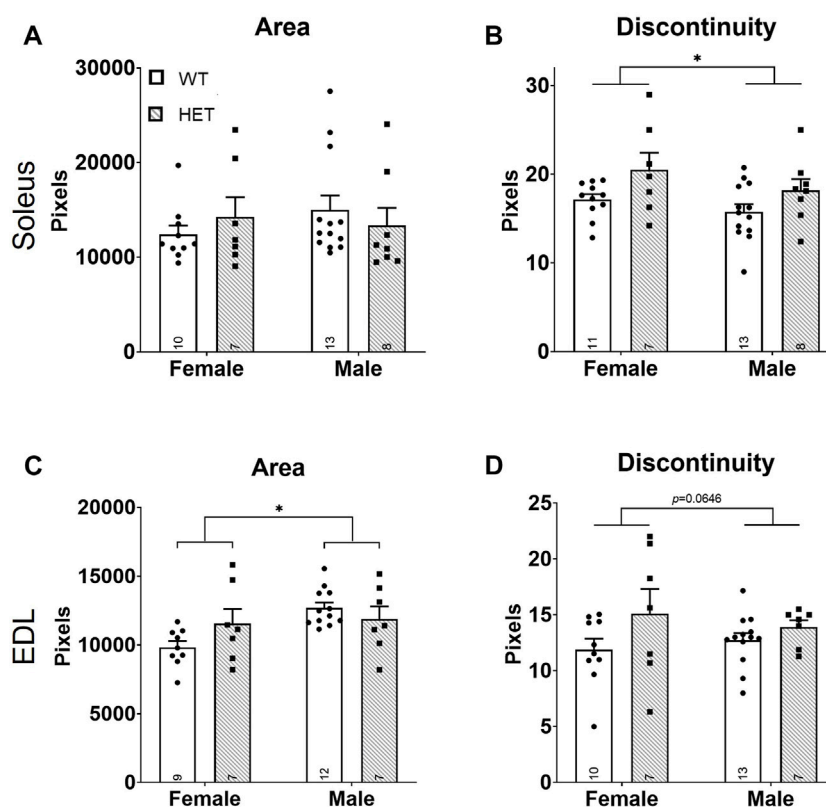 A
Area
B
Discontinuity
Soleus
Pixels
30000
20000
10000
0
WT
HET
10
7
13
8
Female
Male
Pixels
30
20
10
0
*
11
7
13
8
Female
Male
C
Area
D
Discontinuity
EDL
Pixels
20000
15000
10000
5000
0
*
9
7
12
7
Female
Male
Pixels
25
20
15
10
5
0
p=0.0646
10
7
13
7
Female
Male